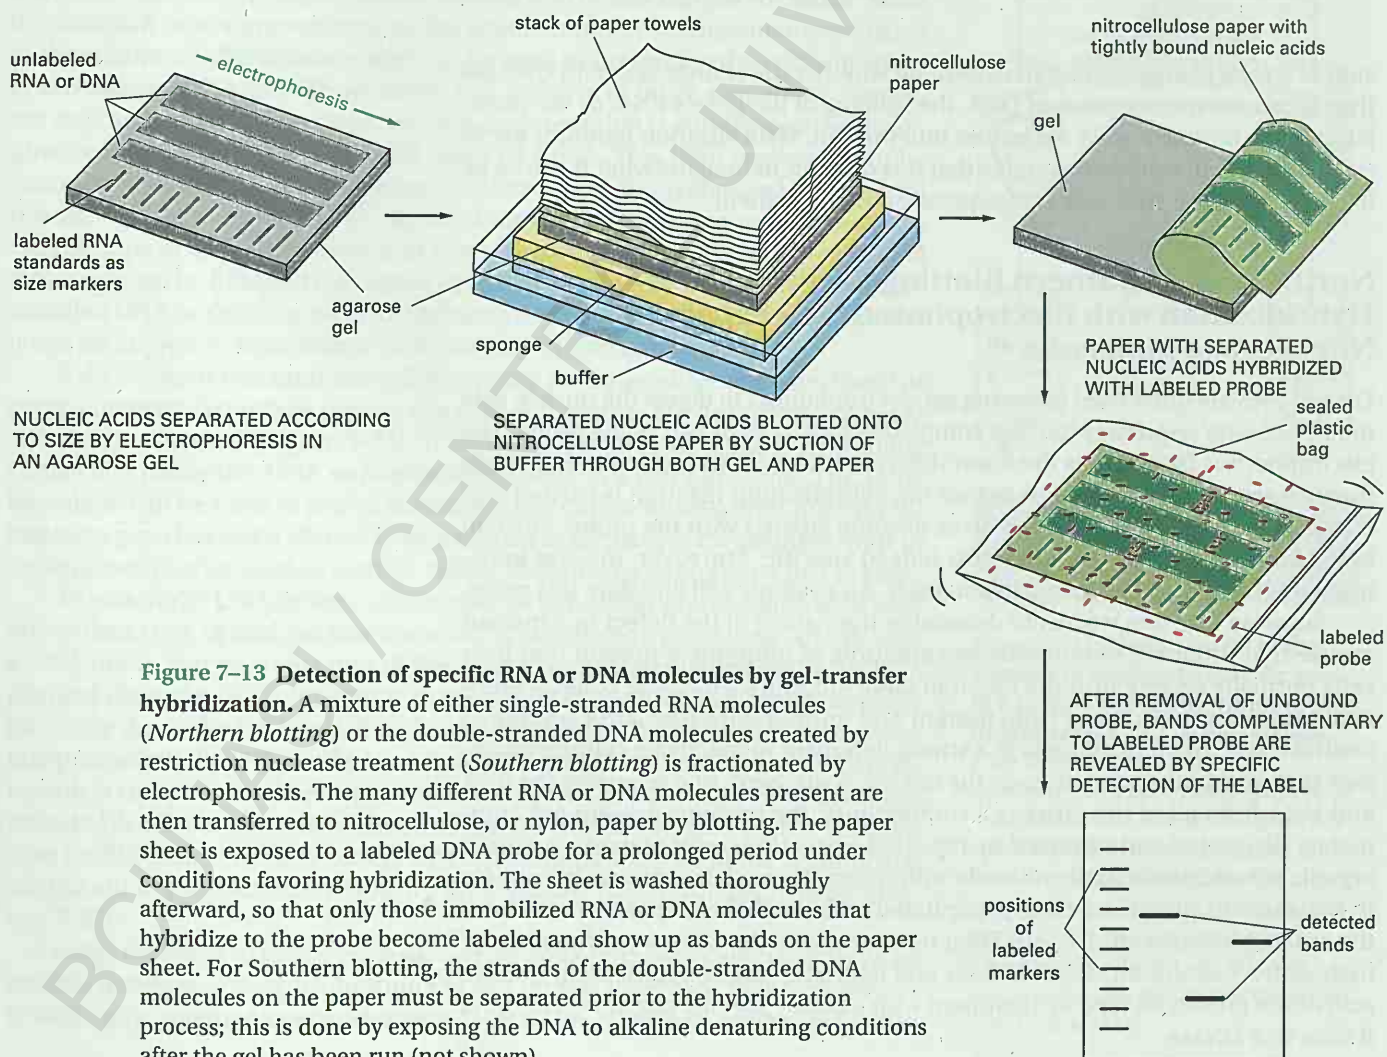 stack of paper towels
nitrocellulose paper with
tightly bound nucleic acids
unlabeled
RNA or DNA
electrophoresis
nitrocellulose
paper
gel
labeled RNA
standards as
size markers
agarose
gel
sponge
buffer
PAPER WITH SEPARATED
NUCLEIC ACIDS HYBRIDIZED
WITH LABELED PROBE
NUCLEIC ACIDS SEPARATED ACCORDING
TO SIZE BY ELECTROPHORESIS IN
AN AGAROSE GEL
SEPARATED NUCLEIC ACIDS BLOTTED ONTO
NITROCELLULOSE PAPER BY SUCTION OF
BUFFER THROUGH BOTH GEL AND PAPER
sealed
plastic
bag
labeled
probe
Figure 7–13 Detection of specific RNA or DNA molecules by gel-transfer
hybridization. A mixture of either single-stranded RNA molecules
(Northern blotting) or the double-stranded DNA molecules created by
restriction nuclease treatment (Southern blotting) is fractionated by
electrophoresis. The many different RNA or DNA molecules present are
then transferred to nitrocellulose, or nylon, paper by blotting. The paper
sheet is exposed to a labeled DNA probe for a prolonged period under
conditions favoring hybridization. The sheet is washed thoroughly
afterward, so that only those immobilized RNA or DNA molecules that
hybridize to the probe become labeled and show up as bands on the paper
sheet. For Southern blotting, the strands of the double-stranded DNA
molecules on the paper must be separated prior to the hybridization
process; this is done by exposing the DNA to alkaline denaturing conditions
after the gel has been run (not shown).
AFTER REMOVAL OF UNBOUND
PROBE, BANDS COMPLEMENTARY
TO LABELED PROBE ARE
REVEALED BY SPECIFIC
DETECTION OF THE LABEL
positions
of
labeled
markers
detected
bands
BCU IASI / CENTR UNIV